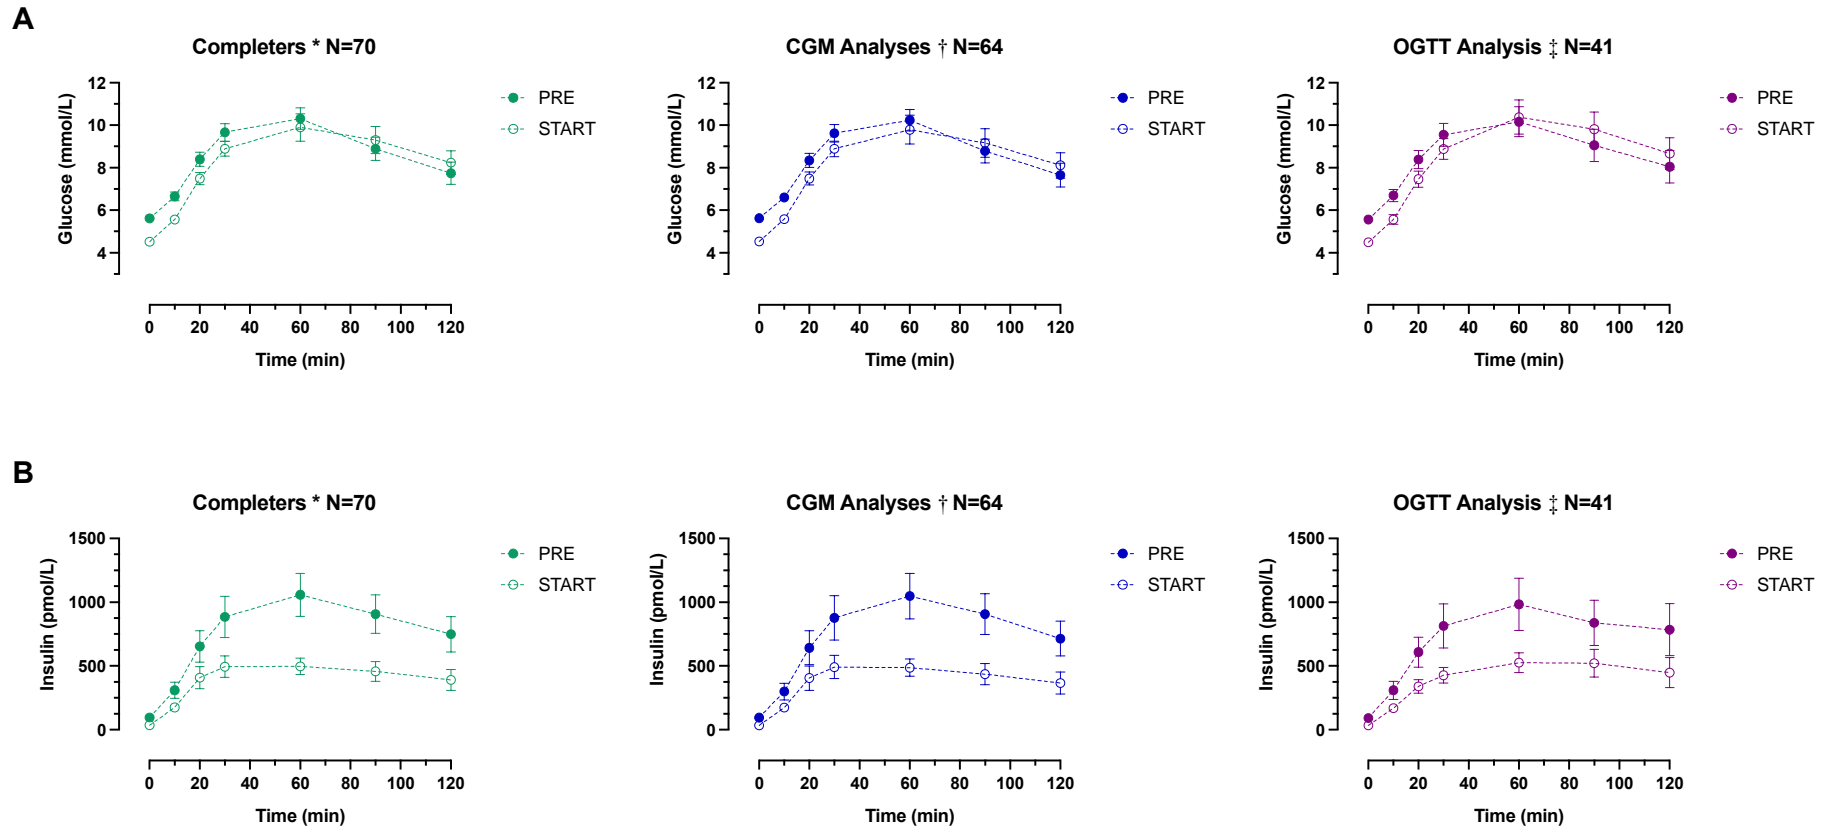 A
Completers * N=70
CGM Analyses † N=64
OGTT Analysis ‡ N=41
Glucose (mmol/L)
12
10
8
6
4
0 20 40 60 80 100 120
Time (min)
PRE
START
Glucose (mmol/L)
12
10
8
6
4
0 20 40 60 80 100 120
Time (min)
PRE
START
Glucose (mmol/L)
12
10
8
6
4
0 20 40 60 80 100 120
Time (min)
PRE
START
B
Completers * N=70
CGM Analyses † N=64
OGTT Analysis ‡ N=41
Insulin (pmol/L)
1500
1000
500
0
0 20 40 60 80 100 120
Time (min)
PRE
START
Insulin (pmol/L)
1500
1000
500
0
0 20 40 60 80 100 120
Time (min)
PRE
START
Insulin (pmol/L)
1500
1000
500
0
0 20 40 60 80 100 120
Time (min)
PRE
START